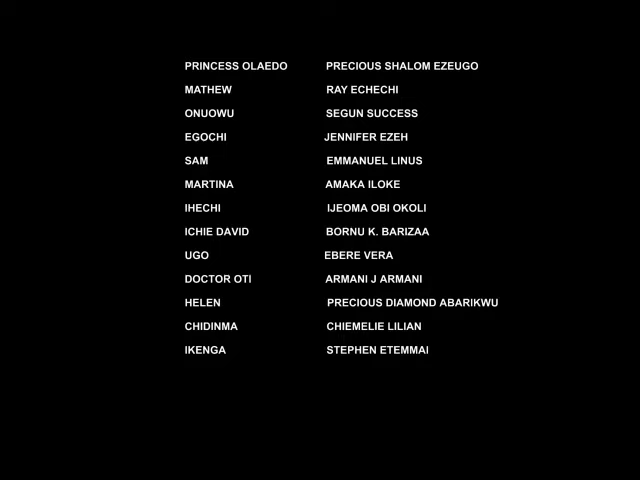 PRINCESS OLAEDO PRECIOUS SHALOM EZEUGO
MATHEW RAY ECHECHI
ONUOWU SEGUN SUCCESS
EGOCHI JENNIFER EZEH
SAM EMMANUEL LINUS
MARTINA AMAKA ILOKE
IHECHI IJEOMA OBI OKOLI
ICHIE DAVID BORNU K. BARIZAA
UGO EBERE VERA
DOCTOR OTI ARMANI J ARMANI
HELEN PRECIOUS DIAMOND ABARIKWU
CHIDINMA CHIEMELIE LILIAN
IKENGA STEPHEN ETEMMAI